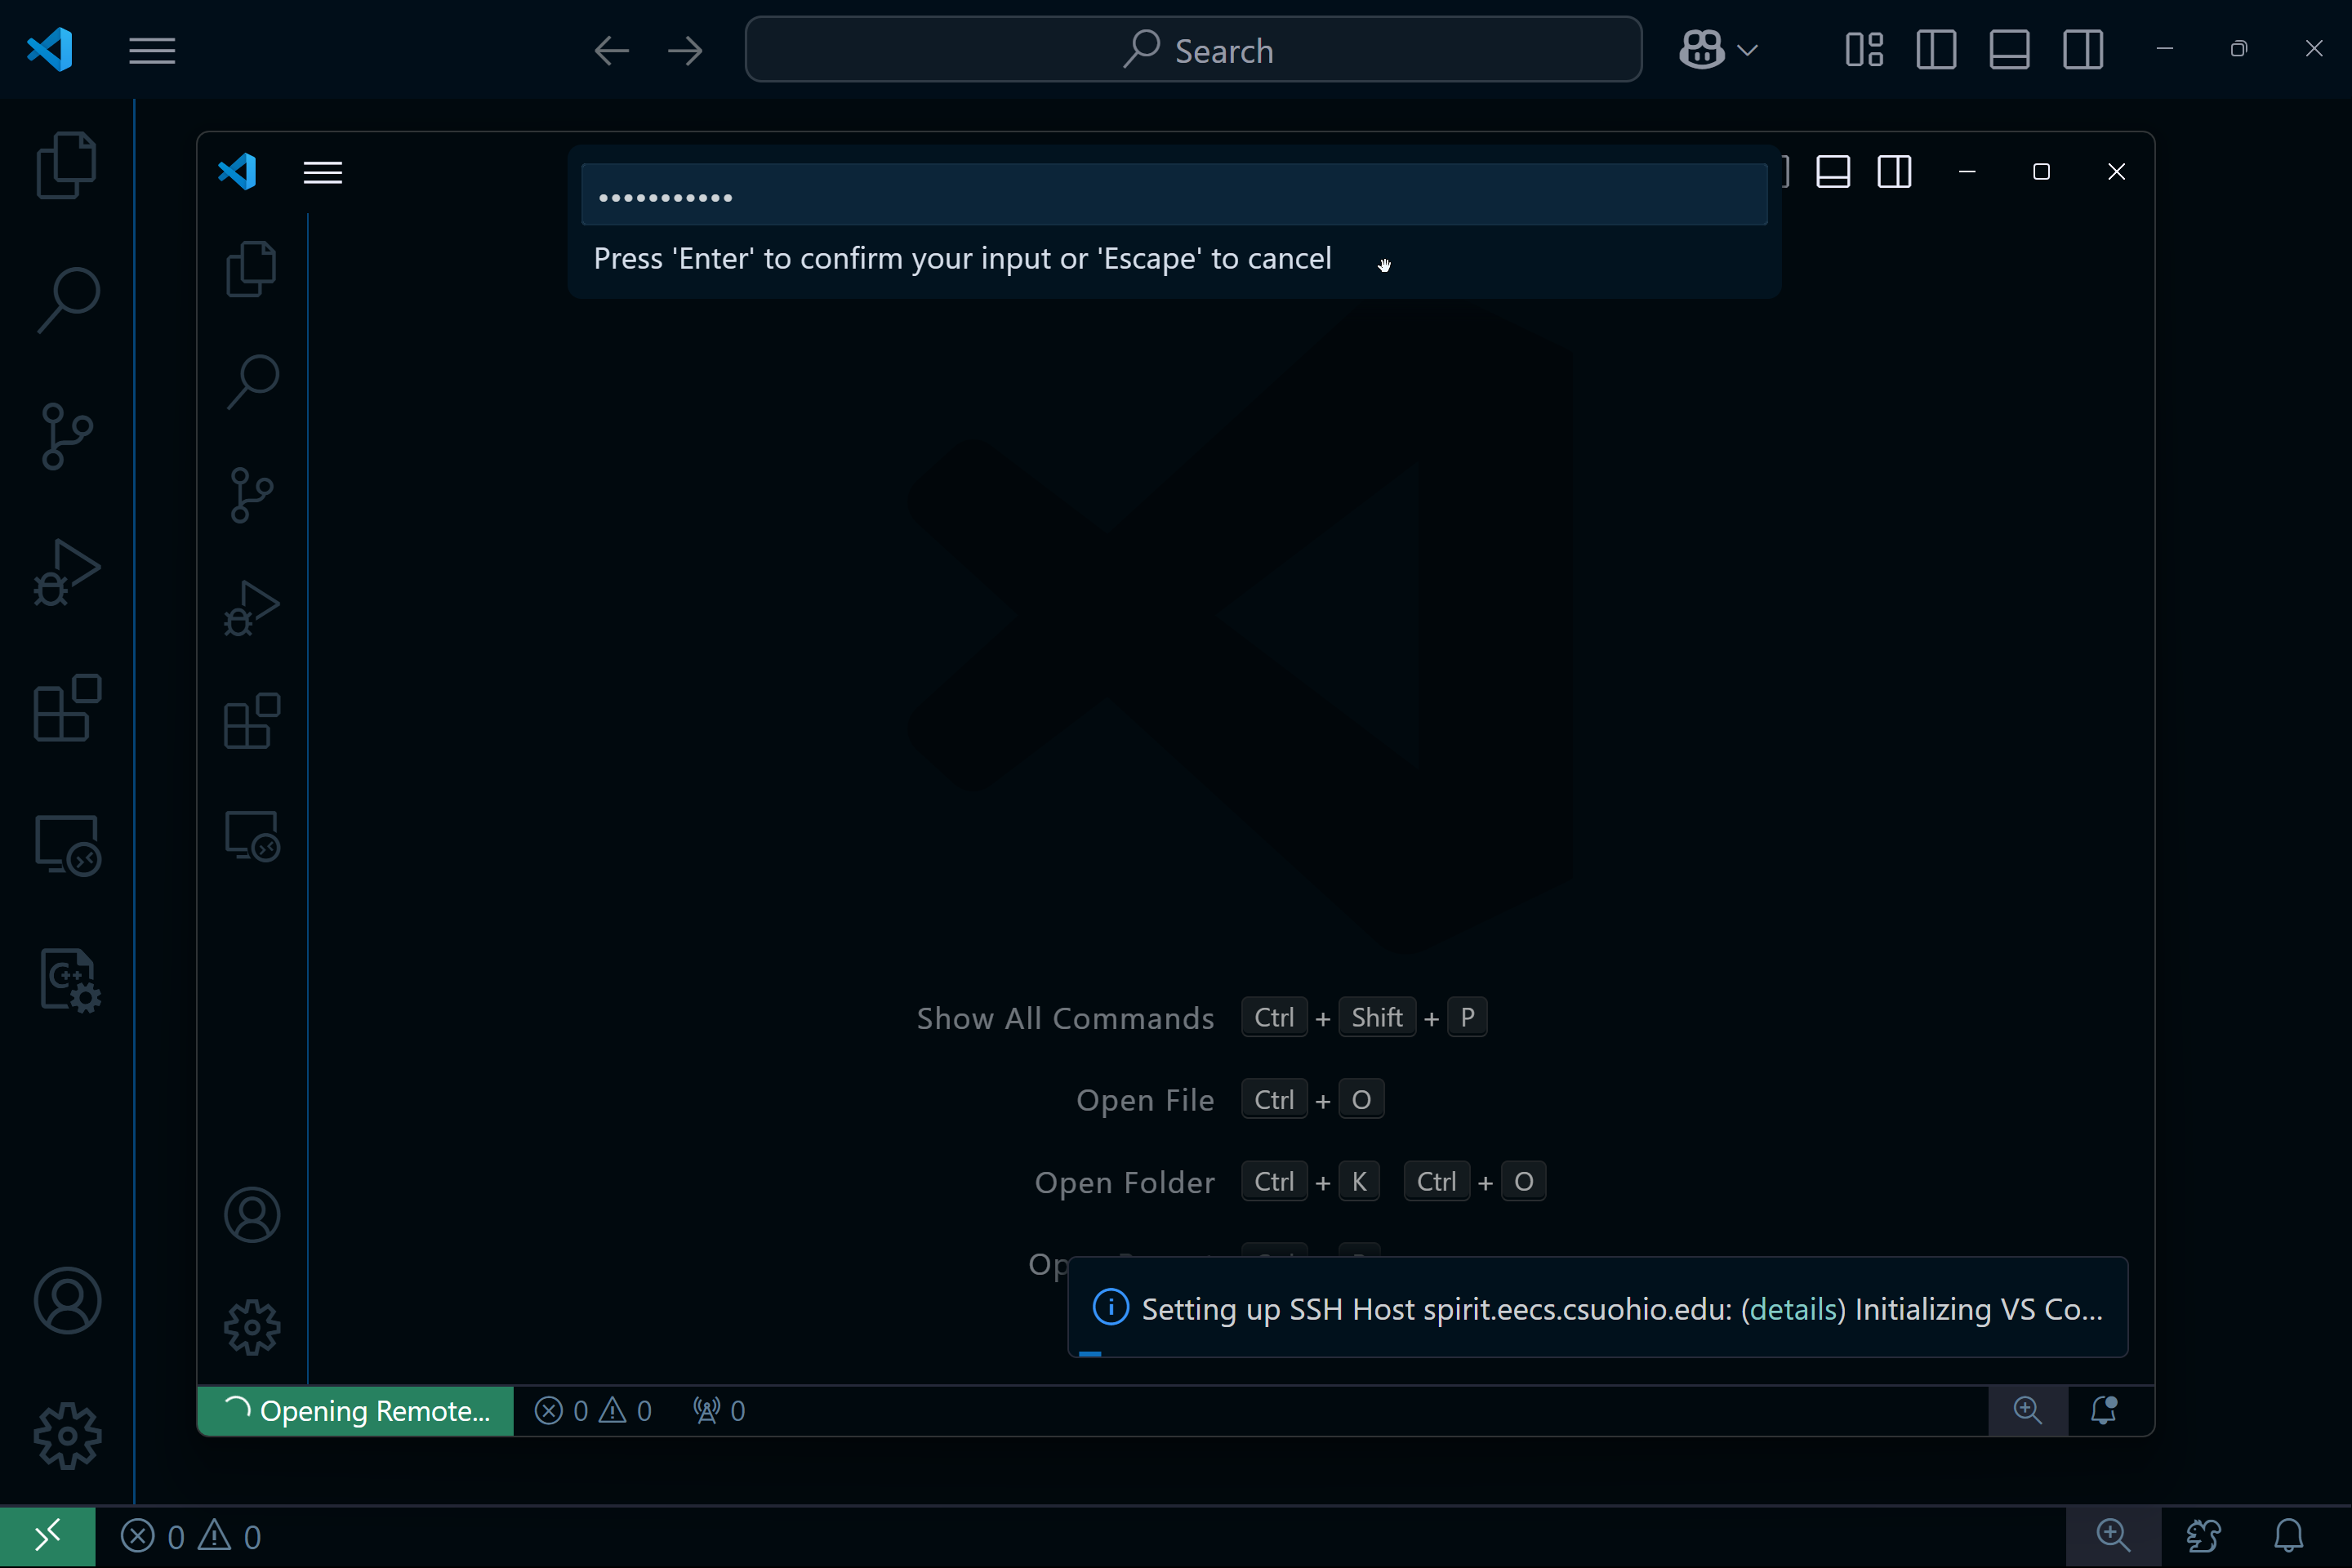 Search
•••••••••••
Press 'Enter' to confirm your input or 'Escape' to cancel
C++
Show All Commands Ctrl + Shift + P
Open File Ctrl + O
Open Folder Ctrl + K Ctrl + O
Setting up SSH Host spirit.eecs.csuohio.edu: (details) Initializing VS Co...
Opening Remote... 0 0 0
0 0